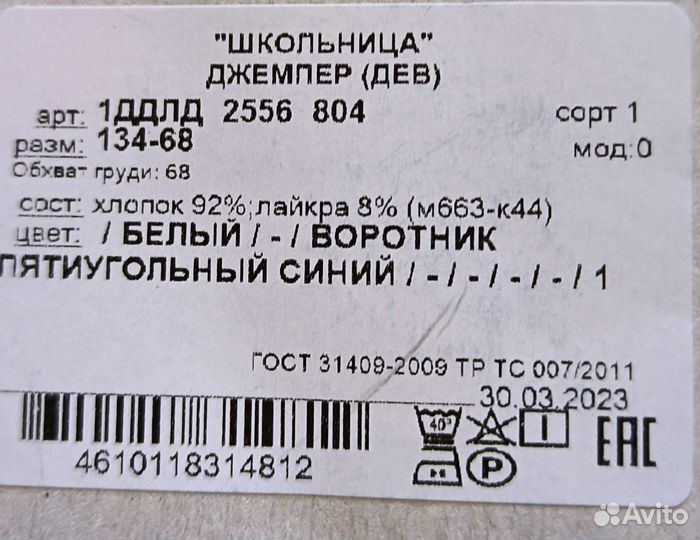 "ШКОЛЬНИЦА"
ДЖЕМПЕР (ДЕВ)
арт: 1ДДЛД 2556 804 сорт 1
разм: 134-68 мод:0
Обхват груди: 68
сост: хлопок 92%;лайкра 8% (м663-к44)
цвет: / БЕЛЫЙ / - / ВОРОТНИК
ПЯТИУГОЛЬНЫЙ СИНИЙ / - / - / - / - / 1
ГОСТ 31409-2009 ТР ТС 007/2011
30.03.2023
40°
P
EAC
4610118314812
Avito